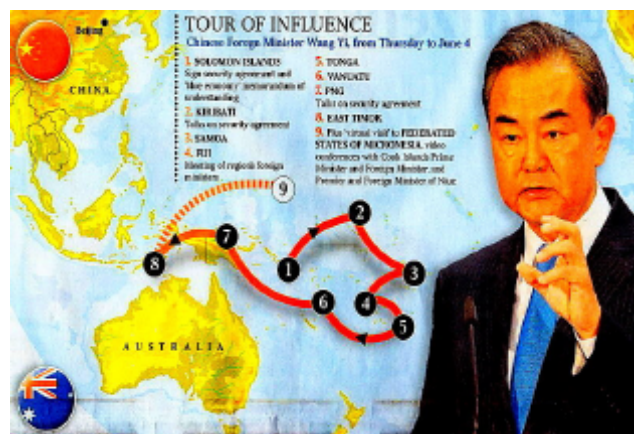 TOUR OF INFLUENCE
Chinese Foreign Minister Wang Yi, from Thursday to June 4
1. SOLOMON ISLANDS
Sign security agreement and
'blue economy' memorandum of
understanding
2. KIRIBATI
Talks on security agreement
3. SAMOA
4. FIJI
Meeting of region's foreign
ministers
5. TONGA
6. VANUATU
7. PNG
Talks on security agreement
8. EAST TIMOR
9. Plus 'virtual visit' to FEDERATED
STATES OF MICRONESIA, video
conferences with Cook Islands Prime
Minister and Foreign Minister, and
Premier and Foreign Minister of Niue
Beijing
CHINA
9
2
7
8
1
3
6
4
5
AUSTRALIA